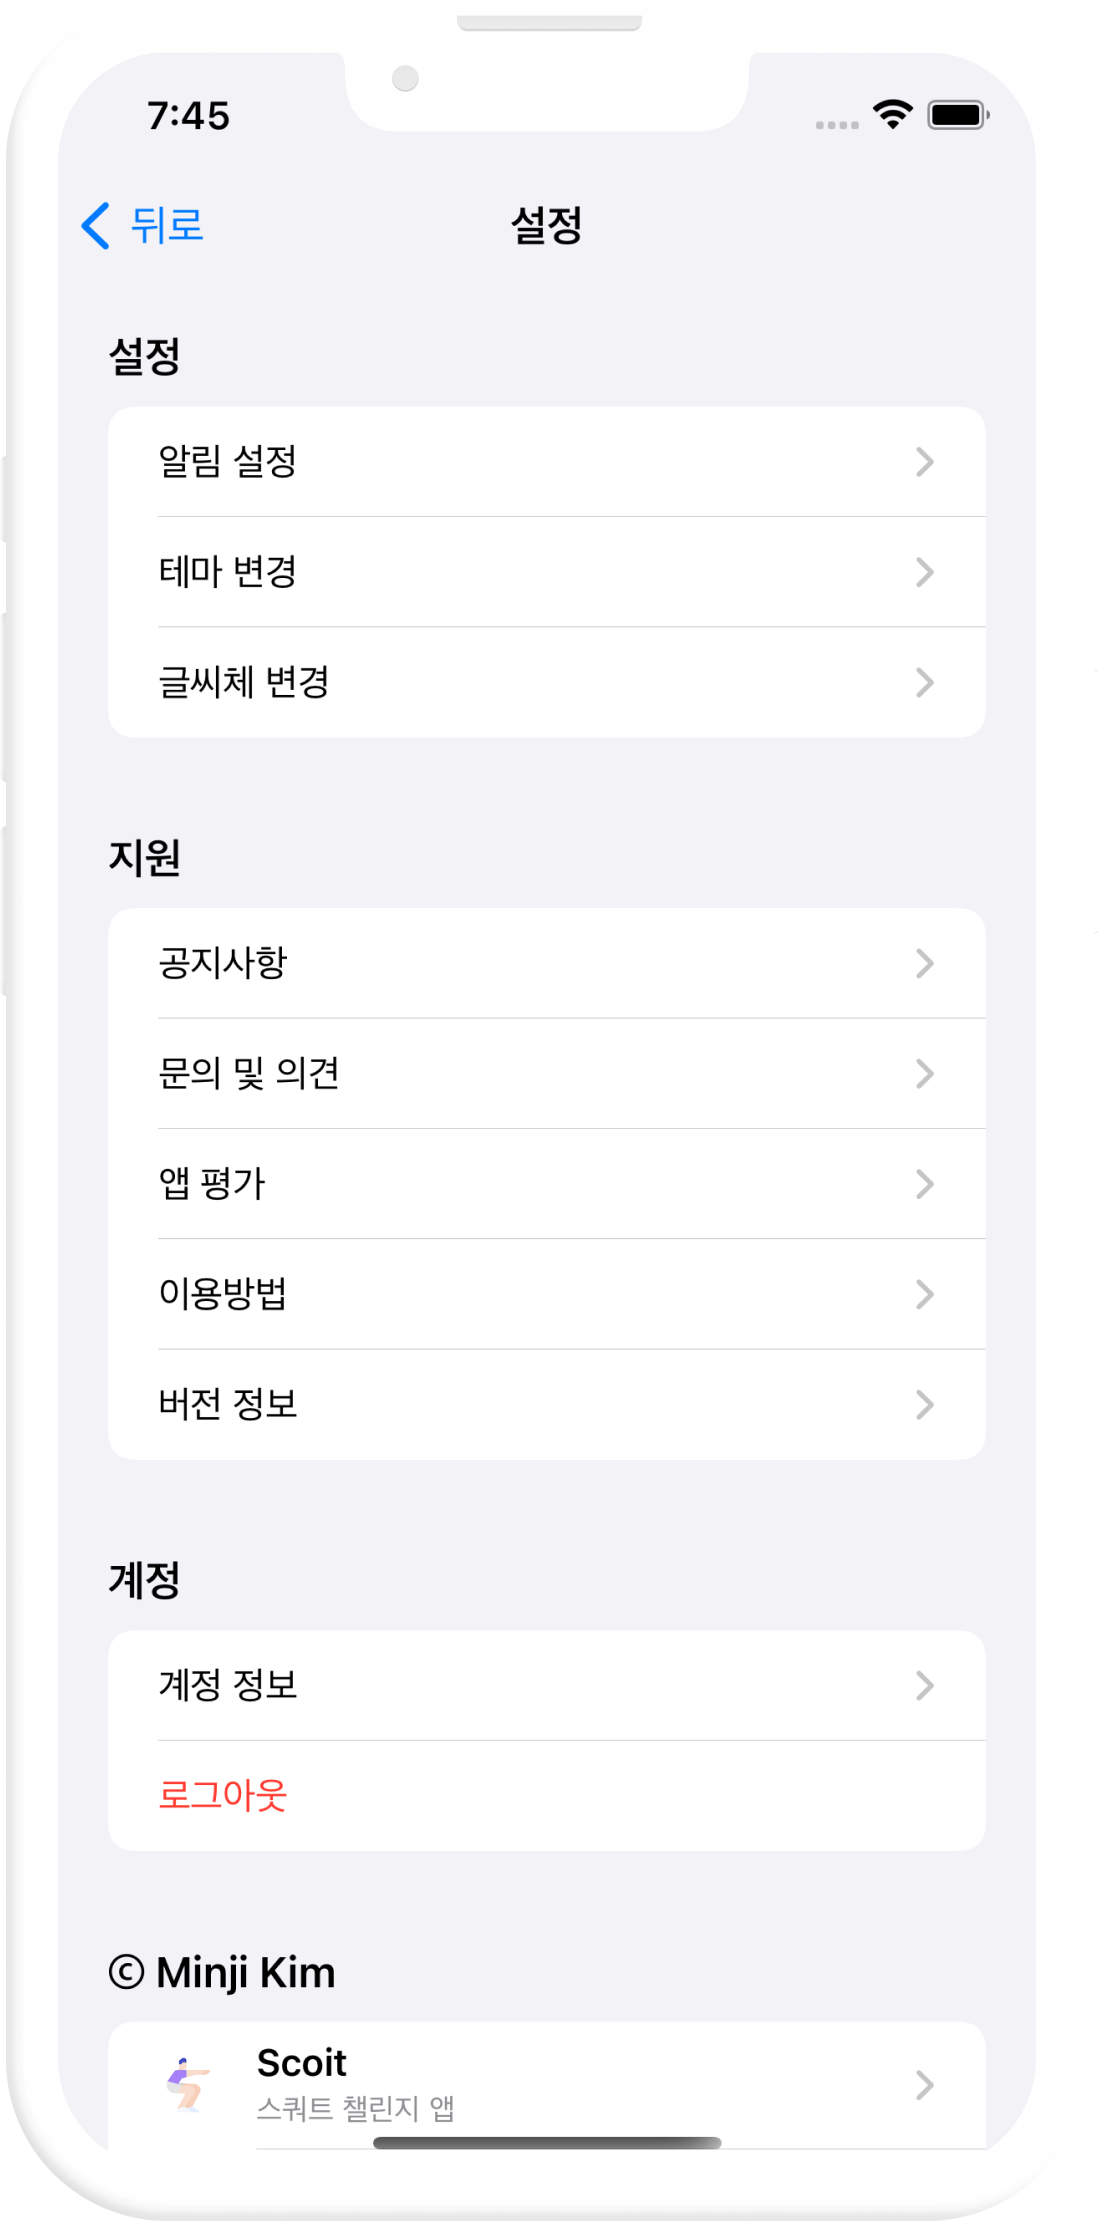 7:45
뒤로
설정
설정
알림 설정
테마 변경
글씨체 변경
지원
공지사항
문의 및 의견
앱 평가
이용방법
버전 정보
계정
계정 정보
로그아웃
© Minji Kim
Scoit
스쿼트 챌린지 앱